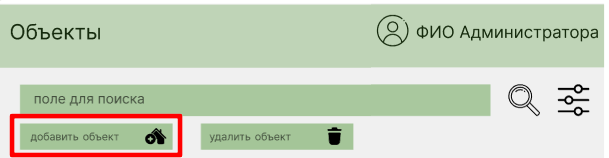 Объекты
ФИО Администратора
поле для поиска
добавить объект
удалить объект